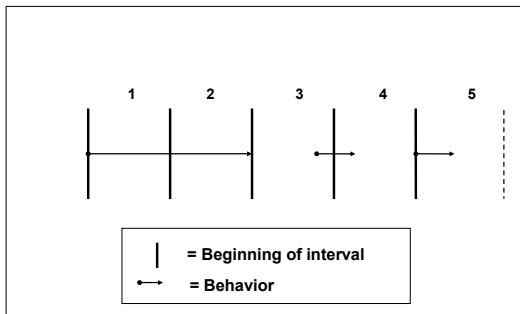 1 2 3 4 5
= Beginning of interval
= Behavior